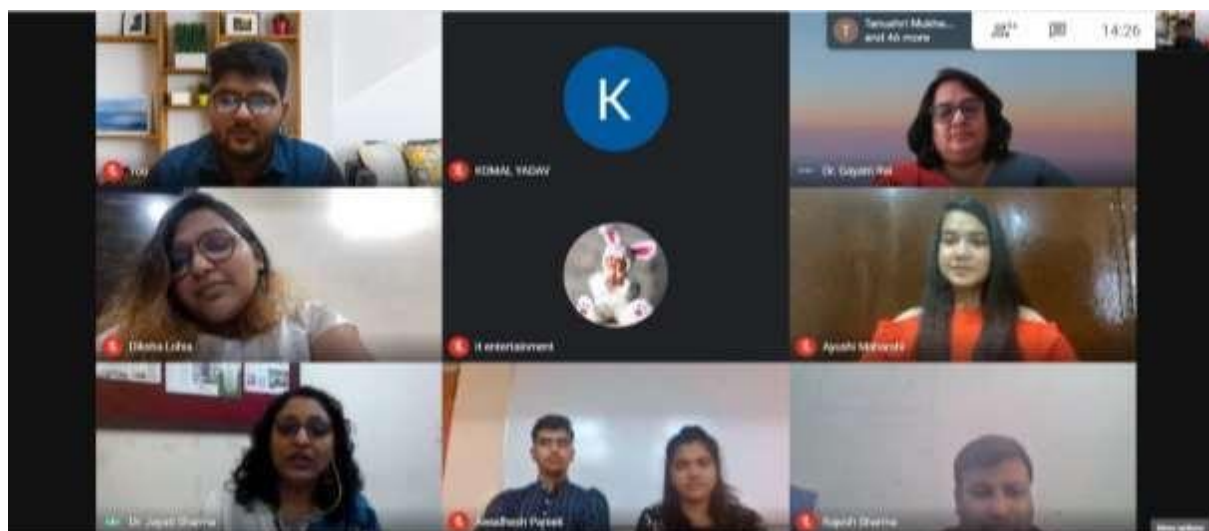 T
Tanushri Mukhe...
and 46 more
14:26
K
You
KOMAL YADAV
Dr. Gayatri Rai
Diksha Lohia
it entertainment
Ayushi Maharshi
Dr. Jayati Sharma
Awadhesh Pareek
Rajesh Sharma